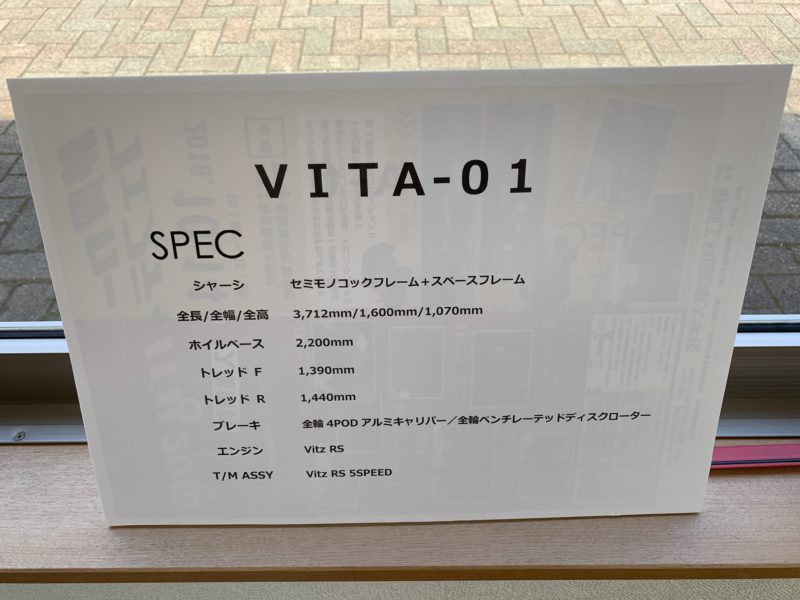 VITA-01
SPEC
シャーシ セミモノコックフレーム＋スペースフレーム
全長/全幅/全高 3,712mm/1,600mm/1,070mm
ホイルベース 2,200mm
トレッド F 1,390mm
トレッド R 1,440mm
ブレーキ 全輪 4POD アルミキャリパー／全輪ベンチレーテッドディスクローター
エンジン Vitz RS
T/M ASSY Vitz RS 5SPEED